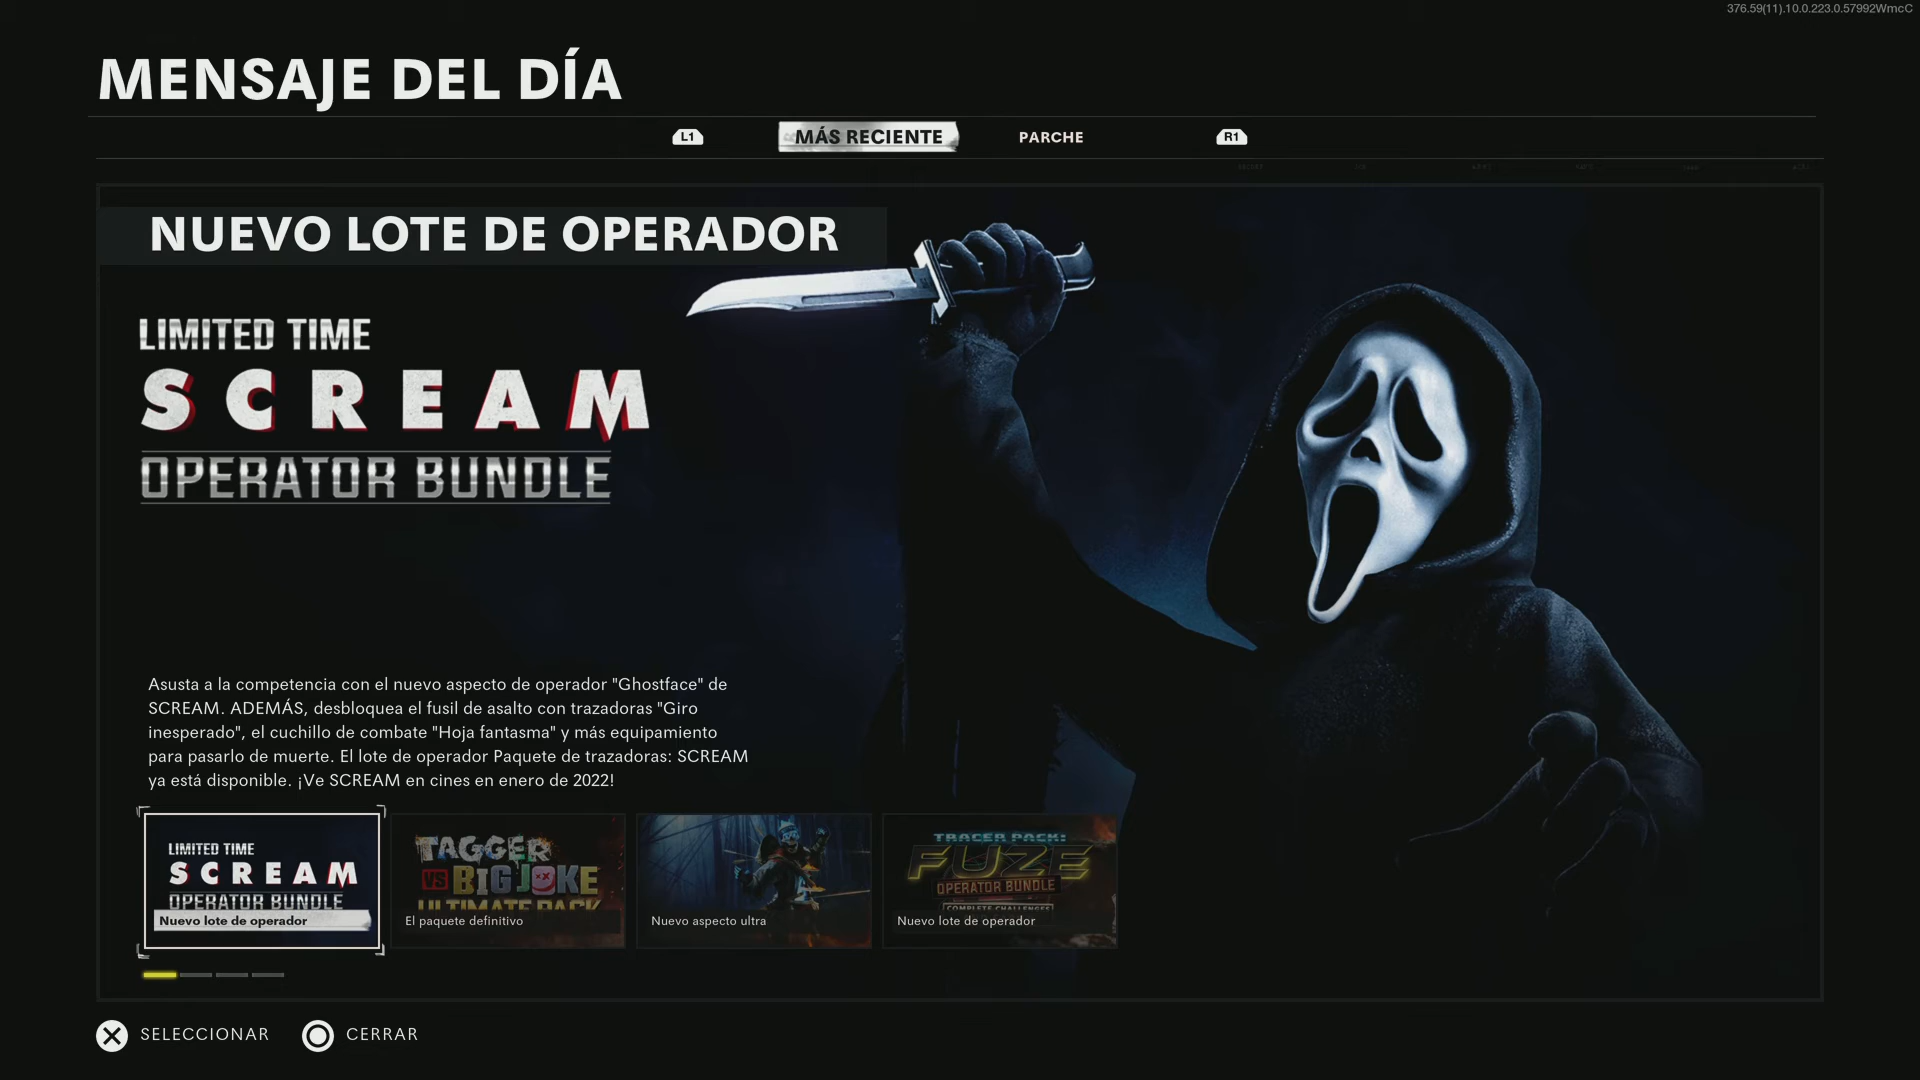 376.59(11).10.0.223.0.57992WmcC
MENSAJE DEL DÍA
L1
MÁS RECIENTE
PARCHE
R1
NUEVO LOTE DE OPERADOR
LIMITED TIME
SCREAM
OPERATOR BUNDLE
Asusta a la competencia con el nuevo aspecto de operador "Ghostface" de
SCREAM. ADEMÁS, desbloquea el fusil de asalto con trazadoras "Giro
inesperado", el cuchillo de combate "Hoja fantasma" y más equipamiento
para pasarlo de muerte. El lote de operador Paquete de trazadoras: SCREAM
ya está disponible. ¡Ve SCREAM en cines en enero de 2022!
LIMITED TIME
SCREAM
OPERATOR BUNDLE
Nuevo lote de operador
TAGGER
VS BIG JOKE
ULTIMATE PACK
El paquete definitivo
Nuevo aspecto ultra
TRACER PACK:
FUZE
OPERATOR BUNDLE
COMPLETE CHALLENGES
Nuevo lote de operador
SELECCIONAR
CERRAR